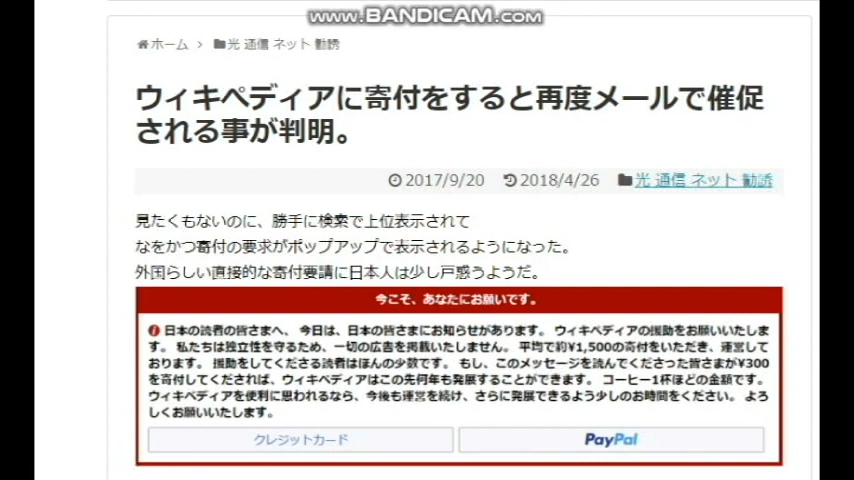 www.BANDICAM.com
ホーム > 光 通信 ネット 勧誘
ウィキペディアに寄付をすると再度メールで催促
される事が判明。
2017/9/20 2018/4/26 光 通信 ネット 勧誘
見たくもないのに、勝手に検索で上位表示されて
なをかつ寄付の要求がポップアップで表示されるようになった。
外国らしい直接的な寄付要請に日本人は少し戸惑うようだ。
今こそ、あなたにお願いです。
日本の読者の皆さまへ、 今日は、日本の皆さまにお知らせがあります。 ウィキペディアの援助をお願いいたしま
す。 私たちは独立性を守るため、一切の広告を掲載いたしません。 平均で約¥1,500の寄付をいただき、運営して
おります。 援助をしてくださる読者はほんの少数です。 もし、このメッセージを読んでくださった皆さまが¥300
を寄付してくだされば、ウィキペディアはこの先何年も発展することができます。 コーヒー1杯ほどの金額です。
ウィキペディアを便利に思われるなら、今後も運営を続け、さらに発展できるよう少しのお時間をください。 よろ
しくお願いいたします。
クレジットカード
PayPal